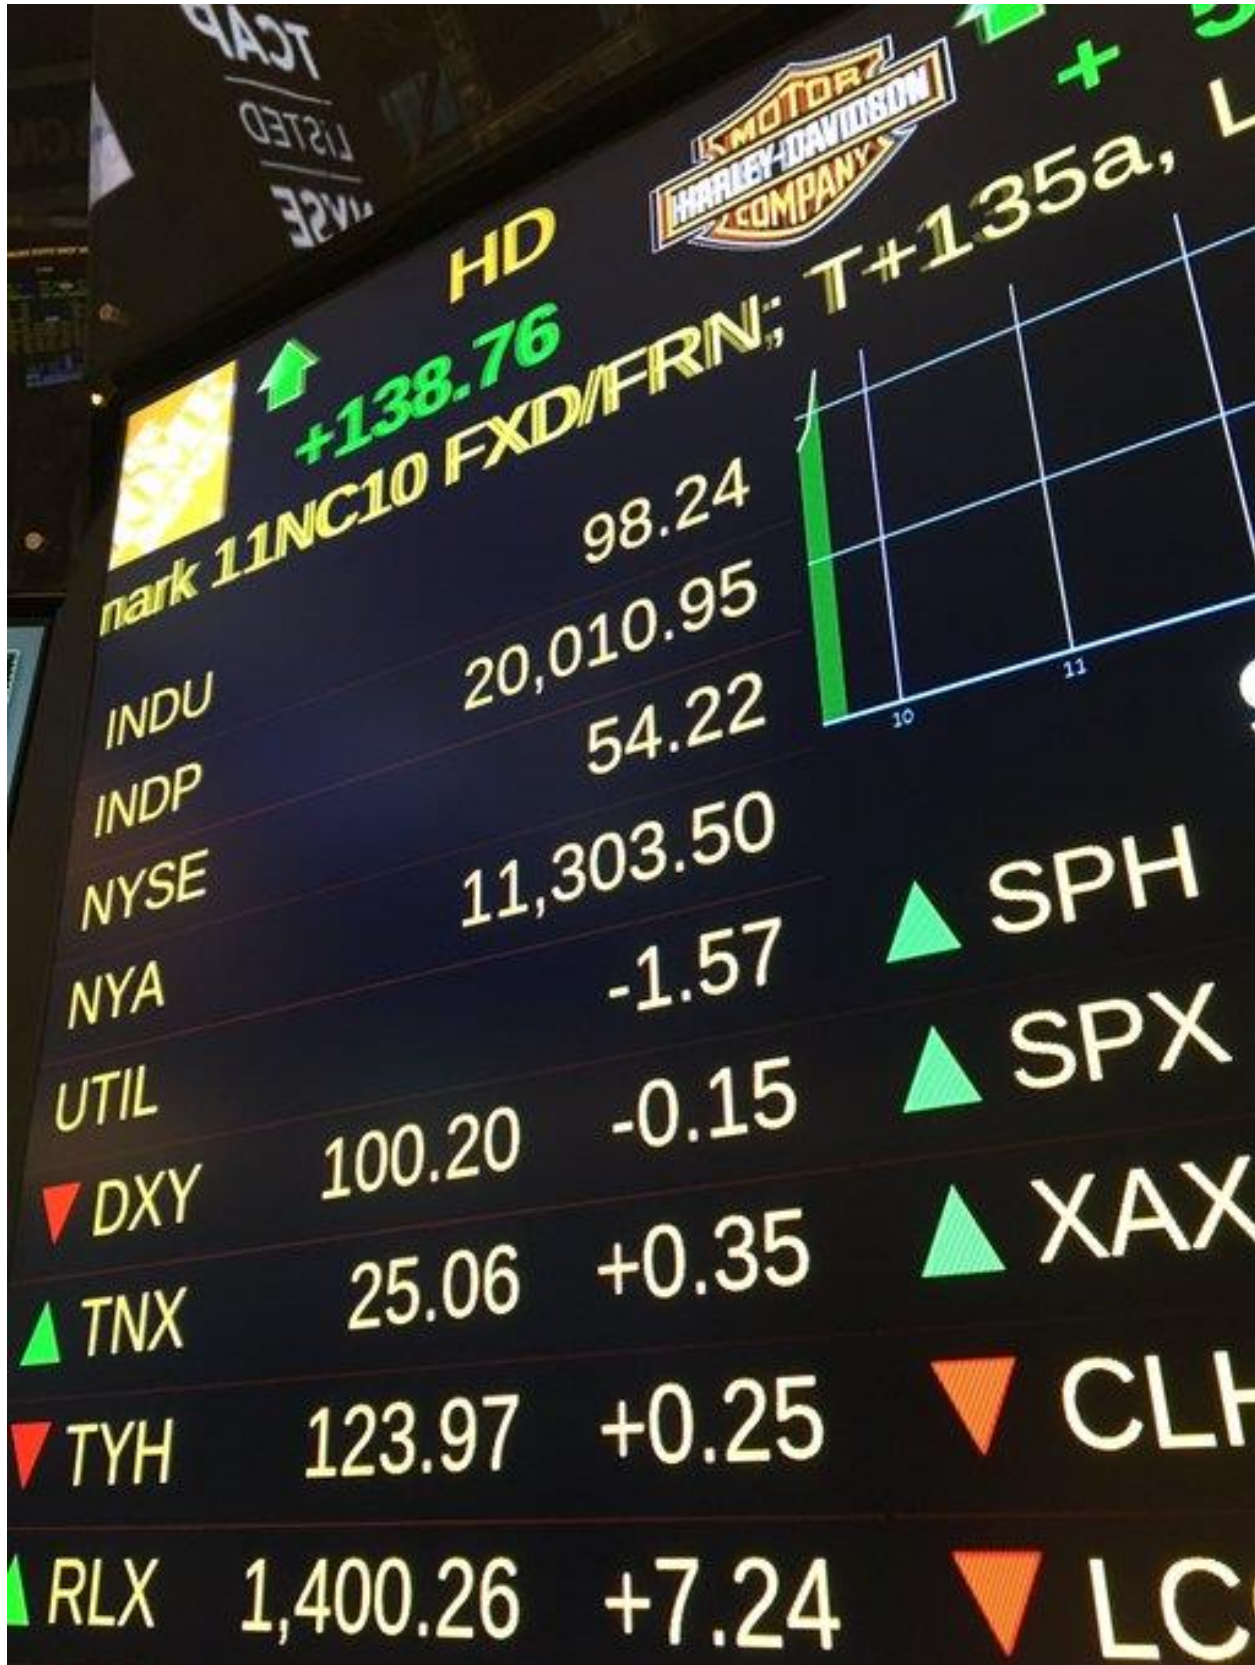 TCAP
LISTED
NYSE
MOTOR
HARLEY-DAVIDSON
COMPANY
HD
+138.76
11NC10 FXD/FRN; T+135a,
INDU 98.24
INDP 20,010.95
NYSE 54.22
NYA 11,303.50
UTIL -1.57
DXY 100.20 -0.15
TNX 25.06 +0.35
TYH 123.97 +0.25
RLX 1,400.26 +7.24
10 11
SPH
SPX
XAX